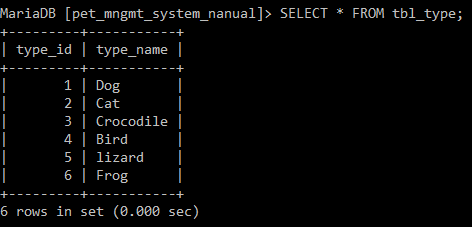 MariaDB [pet_mngmt_system_nanual]> SELECT * FROM tbl_type;
+---------+-----------+
| type_id | type_name |
+---------+-----------+
|       1 | Dog       |
|       2 | Cat       |
|       3 | Crocodile |
|       4 | Bird      |
|       5 | lizard    |
|       6 | Frog      |
+---------+-----------+
6 rows in set (0.000 sec)